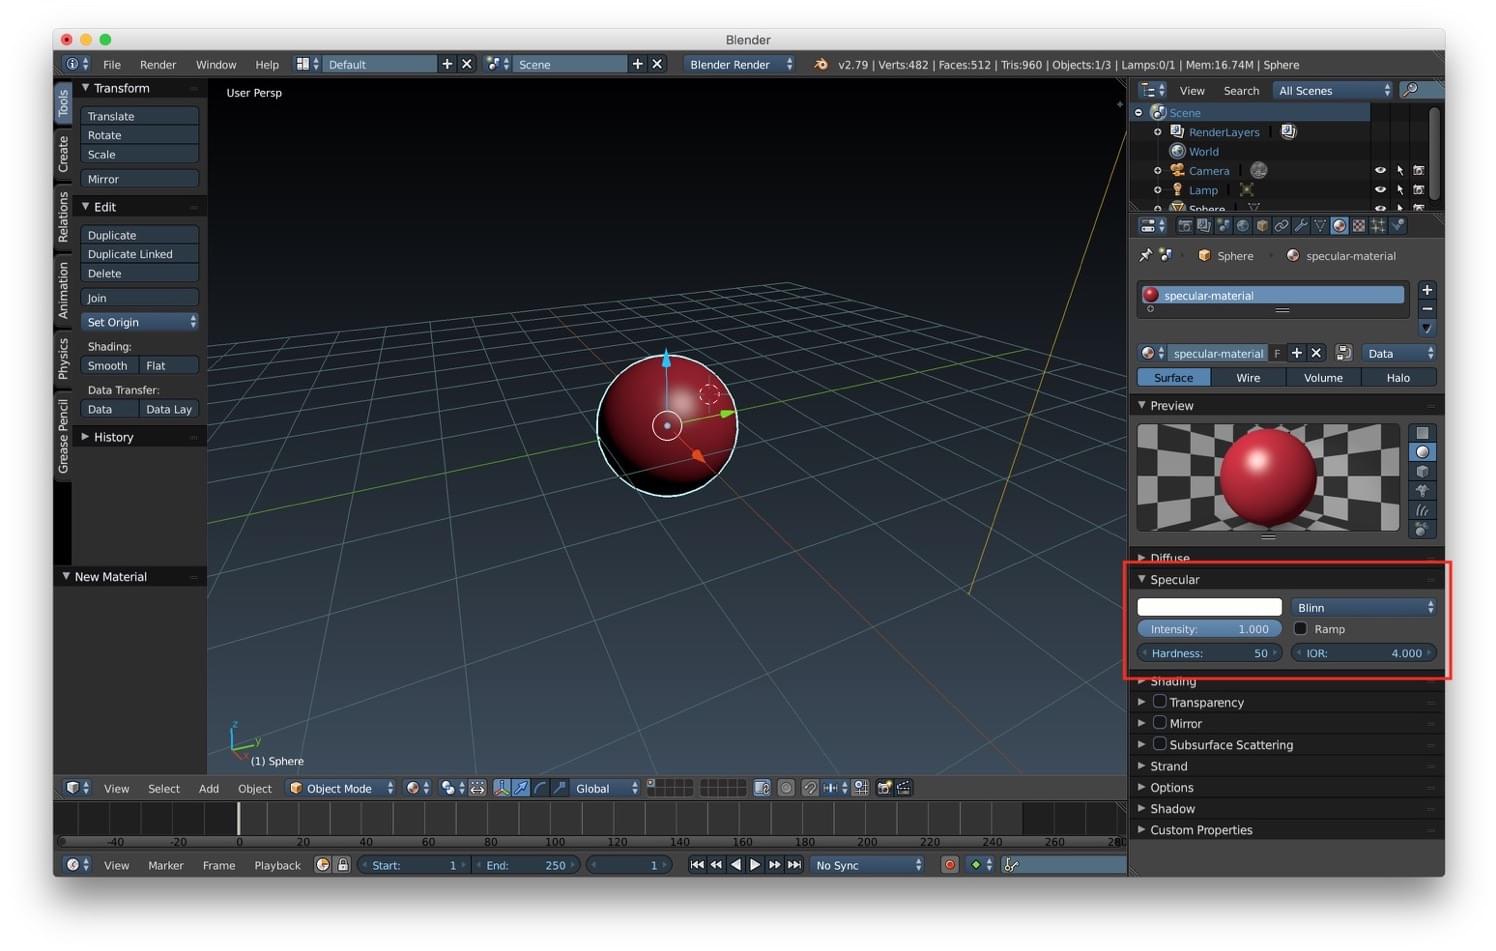 Blender
File Render Window Help Default Scene Blender Render v2.79 | Verts:482 | Faces:512 | Tris:960 | Objects:1/3 | Lamps:0/1 | Mem:16.74M | Sphere
Tools
Create
Relations
Animation
Physics
Grease Pencil
Transform
Translate
Rotate
Scale
Mirror
Edit
Duplicate
Duplicate Linked
Delete
Join
Set Origin
Shading:
Smooth Flat
Data Transfer:
Data Data Lay
History
New Material
User Persp
z
y
x
(1) Sphere
View Search All Scenes
Scene
RenderLayers
World
Camera
Lamp
Sphere
Sphere specular-material
specular-material
specular-material F Data
Surface Wire Volume Halo
Preview
Diffuse
Specular
Blinn
Intensity: 1.000 Ramp
Hardness: 50 IOR: 4.000
Shading
Transparency
Mirror
Subsurface Scattering
Strand
Options
Shadow
Custom Properties
View Select Add Object Object Mode Global
-40 -20 0 20 40 60 80 100 120 140 160 180 200 220 240 260
View Marker Frame Playback Start: 1 End: 250 1 No Sync